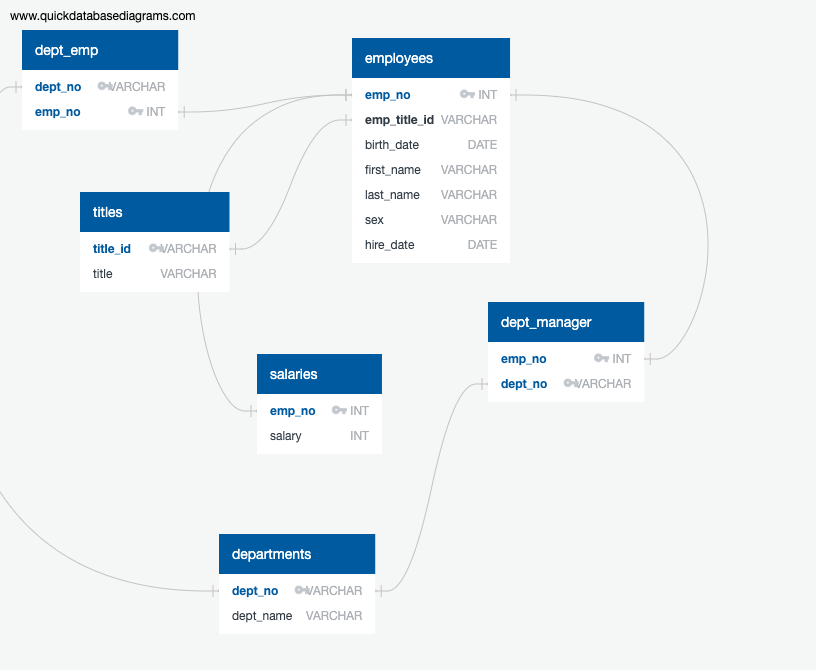 www.quickdatabasediagrams.com
dept_emp
dept_no VARCHAR
emp_no INT
employees
emp_no INT
emp_title_id VARCHAR
birth_date DATE
first_name VARCHAR
last_name VARCHAR
sex VARCHAR
hire_date DATE
titles
title_id VARCHAR
title VARCHAR
dept_manager
emp_no INT
dept_no VARCHAR
salaries
emp_no INT
salary INT
departments
dept_no VARCHAR
dept_name VARCHAR